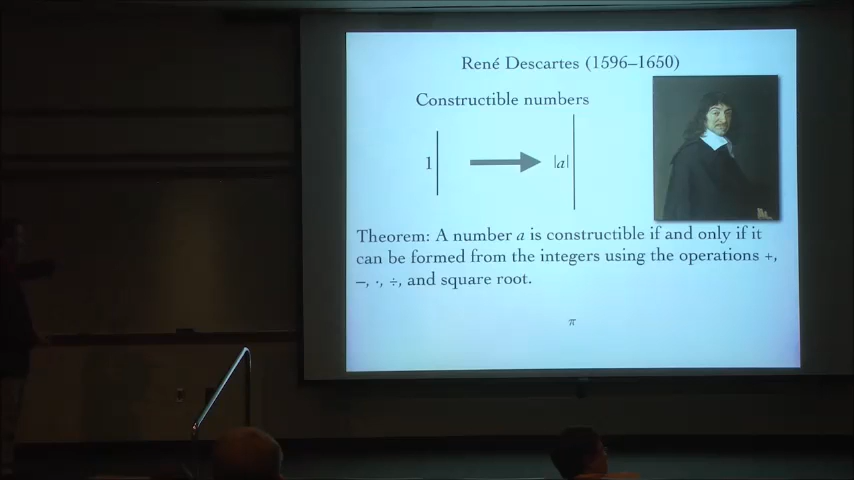 René Descartes (1596–1650)
Constructible numbers
1
|a|
Theorem: A number a is constructible if and only if it
can be formed from the integers using the operations +,
–, ·, ÷, and square root.
π